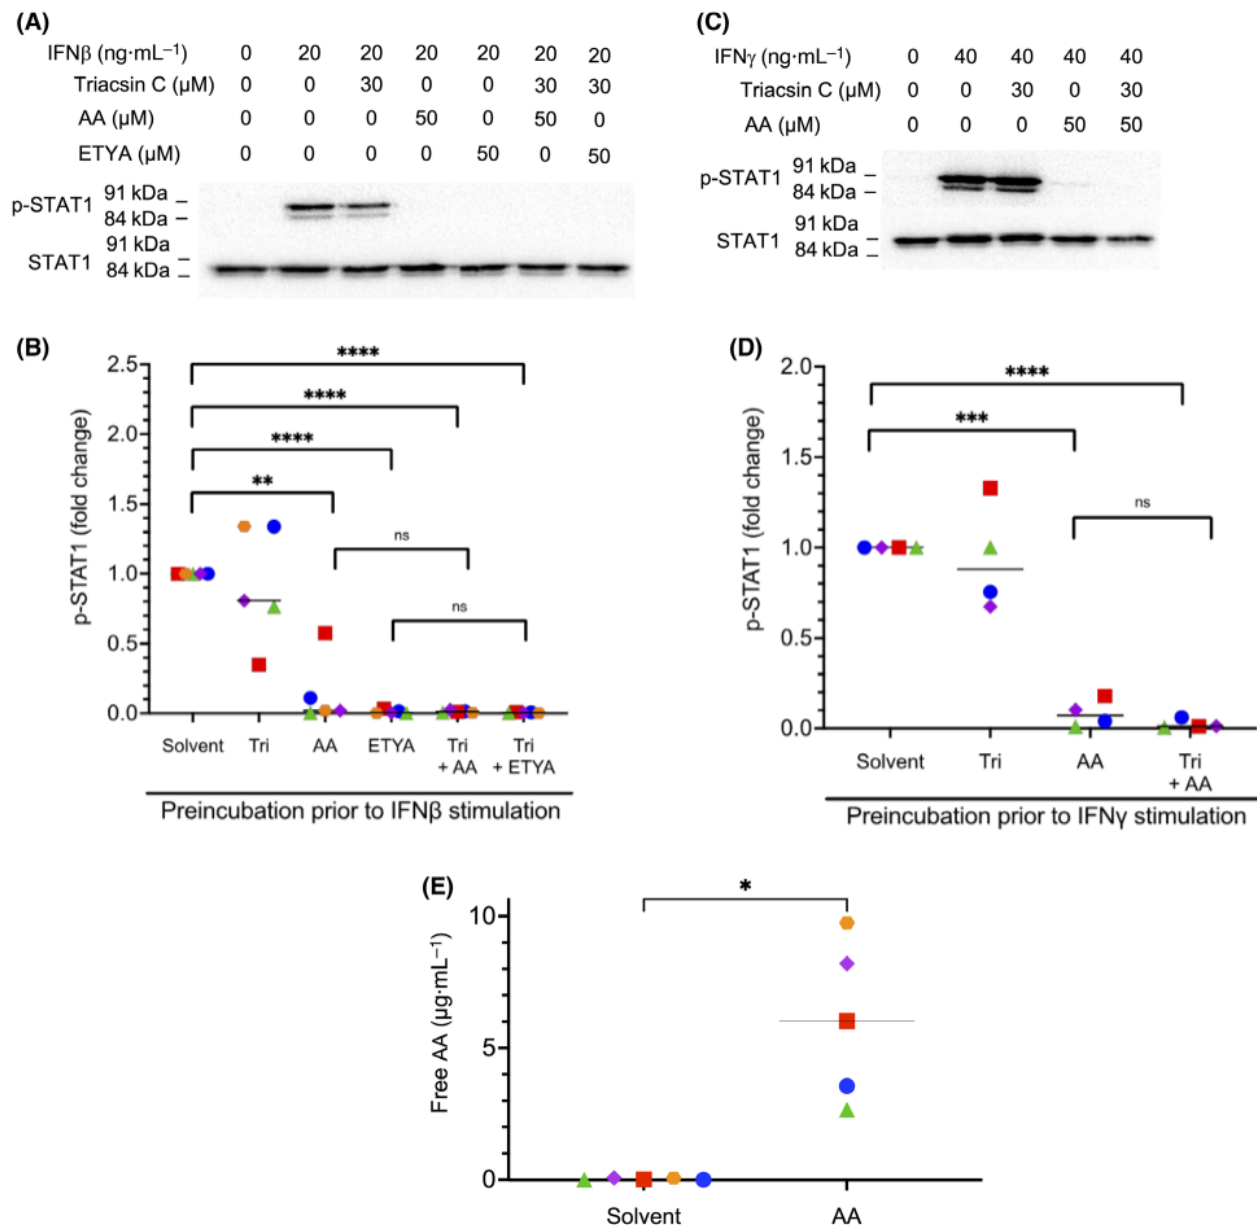 (A)
IFNβ (ng·mL⁻¹) 0 20 20 20 20 20 20
Triacsin C (µM) 0 0 30 0 0 30 30
AA (µM) 0 0 0 50 0 50 0
ETYA (µM) 0 0 0 0 50 0 50
p-STAT1 91 kDa
84 kDa
STAT1 91 kDa
84 kDa
(C)
IFNγ (ng·mL⁻¹) 0 40 40 40 40
Triacsin C (µM) 0 0 30 0 30
AA (µM) 0 0 0 50 50
p-STAT1 91 kDa
84 kDa
STAT1 91 kDa
84 kDa
(B)
p-STAT1 (fold change)
2.5
2.0
1.5
1.0
0.5
0.0
****
****
****
**
ns
ns
Solvent Tri AA ETYA Tri + AA Tri + ETYA
Preincubation prior to IFNβ stimulation
(D)
p-STAT1 (fold change)
2.0
1.5
1.0
0.5
0.0
****
***
ns
Solvent Tri AA Tri + AA
Preincubation prior to IFNγ stimulation
(E)
Free AA (µg·mL⁻¹)
10
5
0
*
Solvent AA